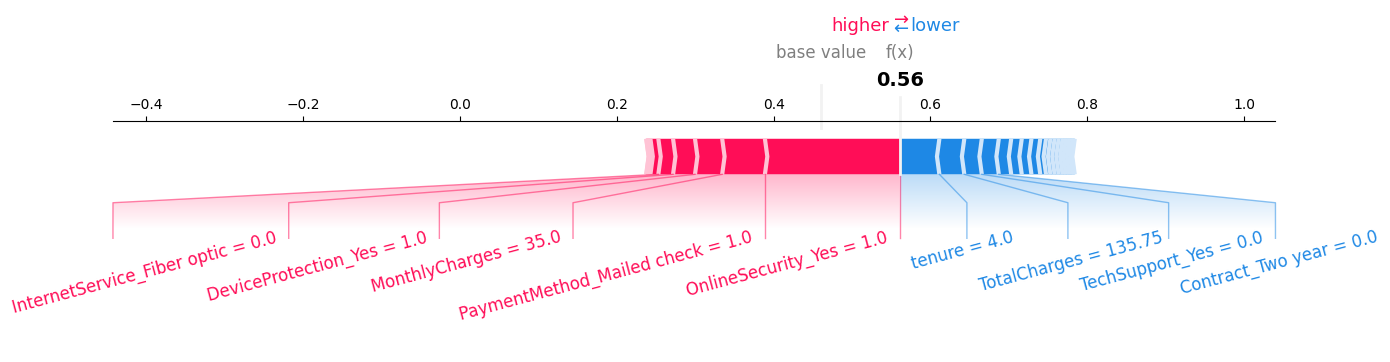 higher ⇄ lower
base value f(x)
0.56
−0.4 −0.2 0.0 0.2 0.4 0.6 0.8 1.0
InternetService_Fiber optic = 0.0
DeviceProtection_Yes = 1.0
MonthlyCharges = 35.0
PaymentMethod_Mailed check = 1.0
OnlineSecurity_Yes = 1.0
tenure = 4.0
TotalCharges = 135.75
TechSupport_Yes = 0.0
Contract_Two year = 0.0